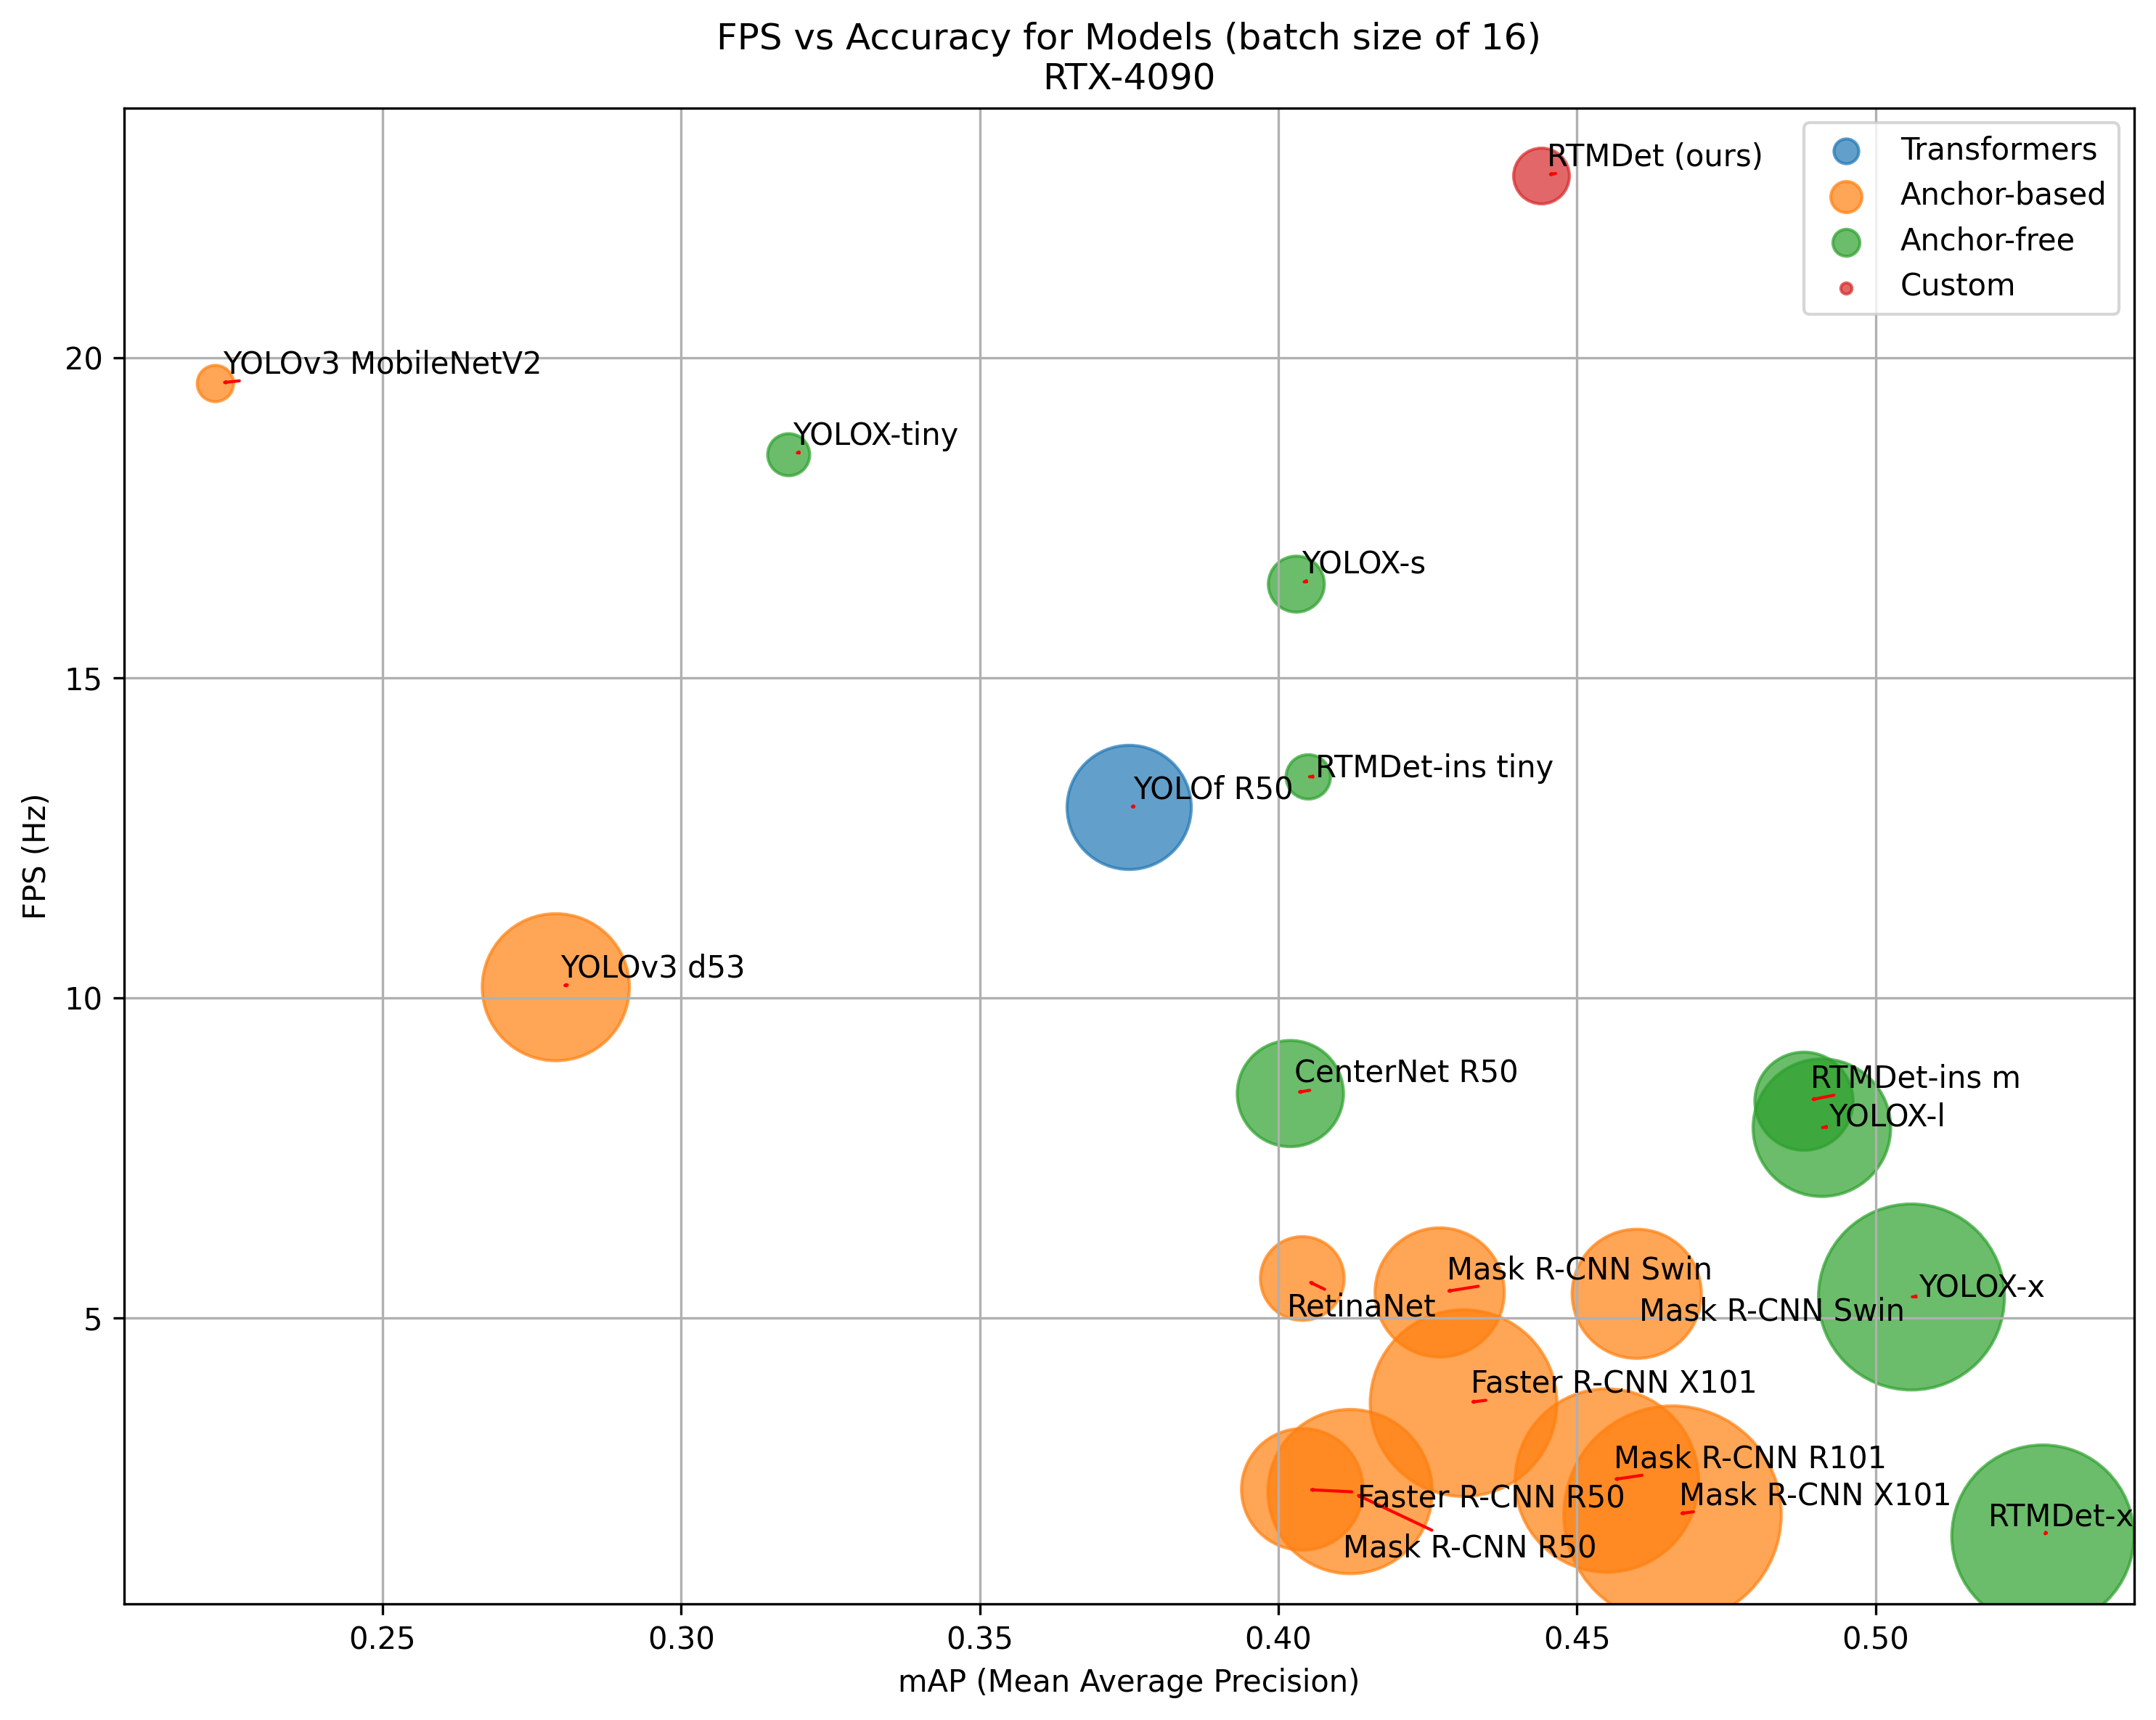 FPS vs Accuracy for Models (batch size of 16)
RTX-4090
RTMDet (ours)
Transformers
Anchor-based
Anchor-free
Custom
YOLOv3 MobileNetV2
YOLOX-tiny
YOLOX-s
RTMDet-ins tiny
YOLOf R50
YOLOv3 d53
CenterNet R50
RTMDet-ins m
YOLOX-l
Mask R-CNN Swin
YOLOX-x
RetinaNet
Mask R-CNN Swin
Faster R-CNN X101
Mask R-CNN R101
Mask R-CNN X101
Faster R-CNN R50
RTMDet-x
Mask R-CNN R50
20
15
10
5
FPS (Hz)
0.25 0.30 0.35 0.40 0.45 0.50
mAP (Mean Average Precision)